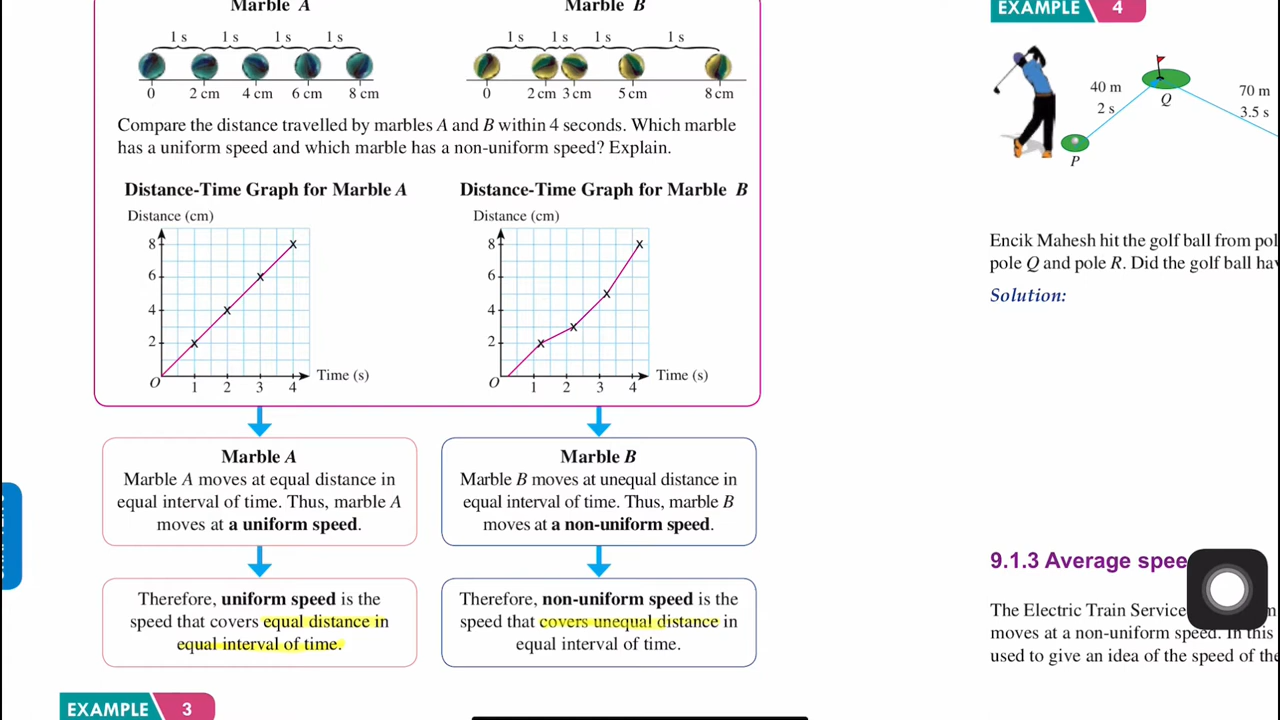 Marble A
Marble B
1 s 1 s 1 s 1 s
1 s 1 s 1 s 1 s
0 2 cm 4 cm 6 cm 8 cm
0 2 cm 3 cm 5 cm 8 cm
Compare the distance travelled by marbles A and B within 4 seconds. Which marble
has a uniform speed and which marble has a non-uniform speed? Explain.
Distance-Time Graph for Marble A
Distance (cm)
8
6
4
2
O 1 2 3 4 Time (s)
Distance-Time Graph for Marble B
Distance (cm)
8
6
4
2
O 1 2 3 4 Time (s)
Marble A
Marble A moves at equal distance in
equal interval of time. Thus, marble A
moves at a uniform speed.
Marble B
Marble B moves at unequal distance in
equal interval of time. Thus, marble B
moves at a non-uniform speed.
Therefore, uniform speed is the
speed that covers equal distance in
equal interval of time.
Therefore, non-uniform speed is the
speed that covers unequal distance in
equal interval of time.
EXAMPLE 3
EXAMPLE 4
40 m
2 s
Q
70 m
3.5 s
P
Encik Mahesh hit the golf ball from pol
pole Q and pole R. Did the golf ball ha
Solution:
9.1.3 Average spee
The Electric Train Service
moves at a non-uniform speed. In this
used to give an idea of the speed of the